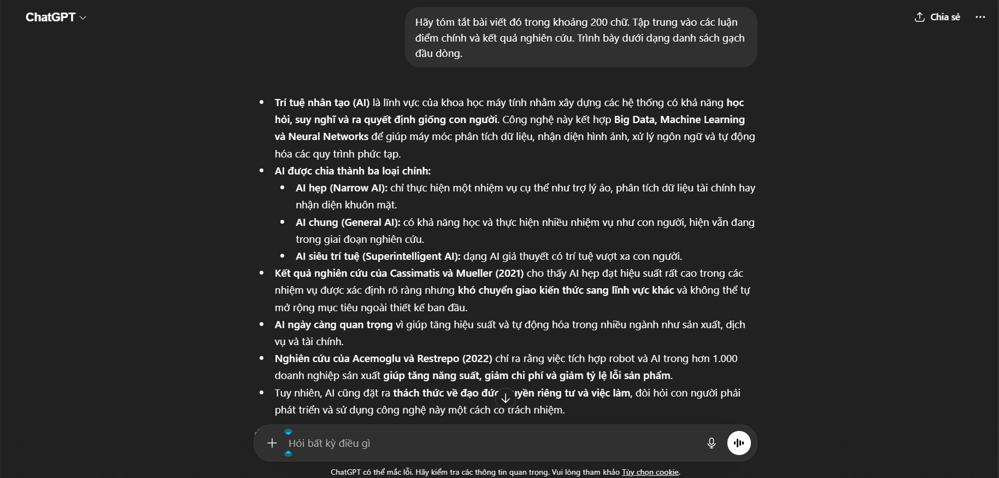 ChatGPT
Chia sẻ
Hãy tóm tắt bài viết đó trong khoảng 200 chữ. Tập trung vào các luận
điểm chính và kết quả nghiên cứu. Trình bày dưới dạng danh sách gạch
đầu dòng.
Trí tuệ nhân tạo (AI) là lĩnh vực của khoa học máy tính nhằm xây dựng các hệ thống có khả năng học
hỏi, suy nghĩ và ra quyết định giống con người. Công nghệ này kết hợp Big Data, Machine Learning
và Neural Networks để giúp máy móc phân tích dữ liệu, nhận diện hình ảnh, xử lý ngôn ngữ và tự động
hóa các quy trình phức tạp.
AI được chia thành ba loại chính:
AI hẹp (Narrow AI): chỉ thực hiện một nhiệm vụ cụ thể như trợ lý ảo, phân tích dữ liệu tài chính hay
nhận diện khuôn mặt.
AI chung (General AI): có khả năng học và thực hiện nhiều nhiệm vụ như con người, hiện vẫn đang
trong giai đoạn nghiên cứu.
AI siêu trí tuệ (Superintelligent AI): dạng AI giả thuyết có trí tuệ vượt xa con người.
Kết quả nghiên cứu của Cassimatis và Mueller (2021) cho thấy AI hẹp đạt hiệu suất rất cao trong các
nhiệm vụ được xác định rõ ràng nhưng khó chuyển giao kiến thức sang lĩnh vực khác và không thể tự
mở rộng mục tiêu ngoài thiết kế ban đầu.
AI ngày càng quan trọng vì giúp tăng hiệu suất và tự động hóa trong nhiều ngành như sản xuất, dịch
vụ và tài chính.
Nghiên cứu của Acemoglu và Restrepo (2022) chỉ ra rằng việc tích hợp robot và AI trong hơn 1.000
doanh nghiệp sản xuất giúp tăng năng suất, giảm chi phí và giảm tỷ lệ lỗi sản phẩm.
Tuy nhiên, AI cũng đặt ra thách thức về đạo riêng tư và việc làm, đòi hỏi con người phải
phát triển và sử dụng công nghệ này một cách có trách nhiệm.
Hỏi bất kỳ điều gì
ChatGPT có thể mắc lỗi. Hãy kiểm tra các thông tin quan trọng. Vui lòng tham khảo Tùy chọn cookie.